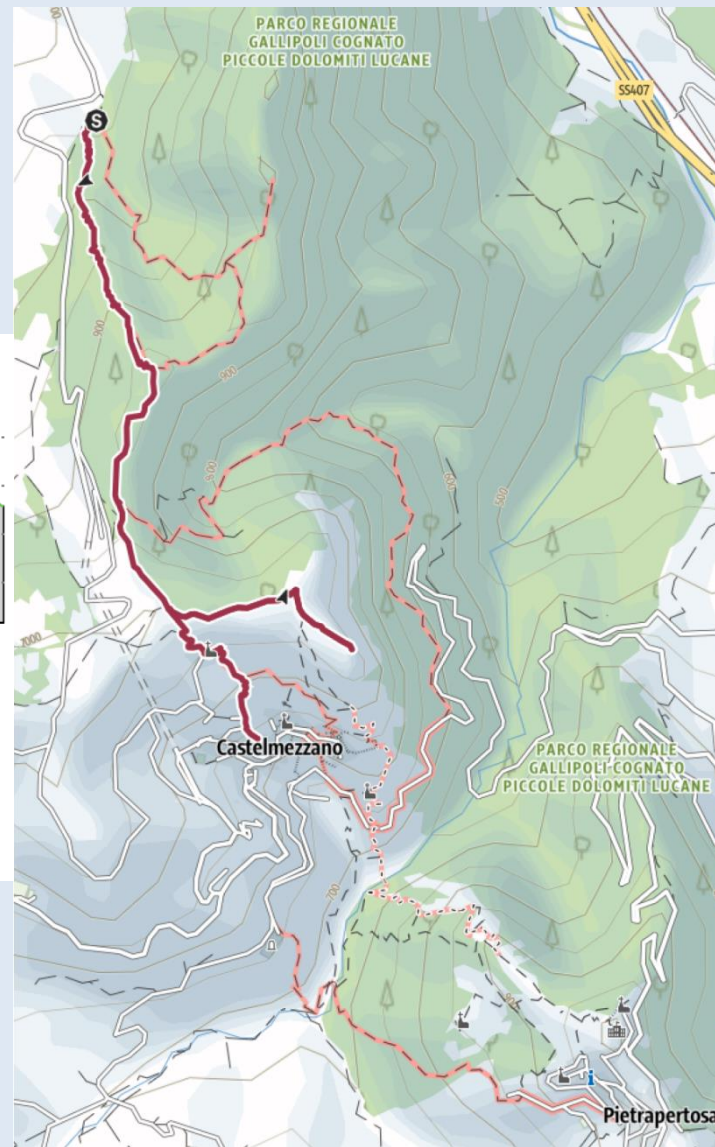 PARCO REGIONALE
GALLIPOLI COGNATO
PICCOLE DOLOMITI LUCANE
SS407
S
900
900
800
500
1000
Castelmezzano
PARCO REGIONALE
GALLIPOLI COGNATO
PICCOLE DOLOMITI LUCANE
700
i
Pietrapertosa